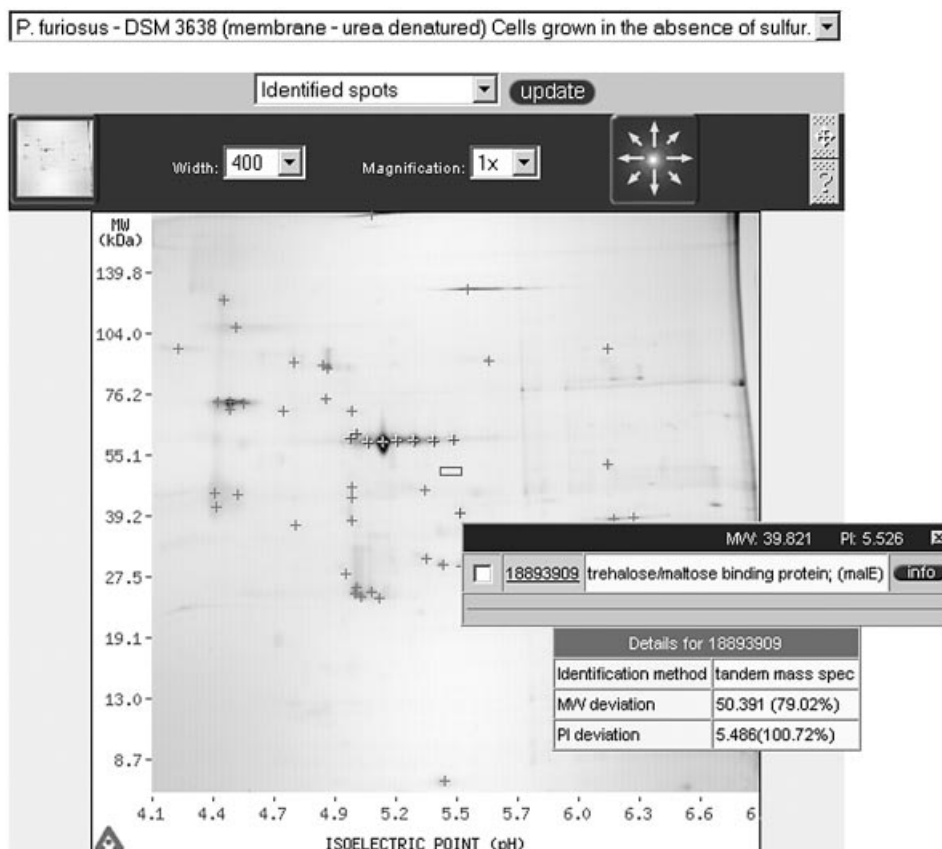 P. furiosus - DSM 3638 (membrane - urea denatured) Cells grown in the absence of sulfur.
Identified spots update
Width: 400 Magnification: 1x
?
MW
(kDa)
139.8
104.0
76.2
55.1
39.2
MW: 39.821 PI: 5.526
18893909 trehalose/maltose binding protein; (malE) info
27.5
19.1
Details for 18893909
Identification method tandem mass spec
MW deviation 50.391 (79.02%)
13.0
PI deviation 5.486(100.72%)
8.7
4.1 4.4 4.7 4.9 5.2 5.5 5.7 6.0 6.3 6.6 6.
ISOELECTRIC POINT (pH)